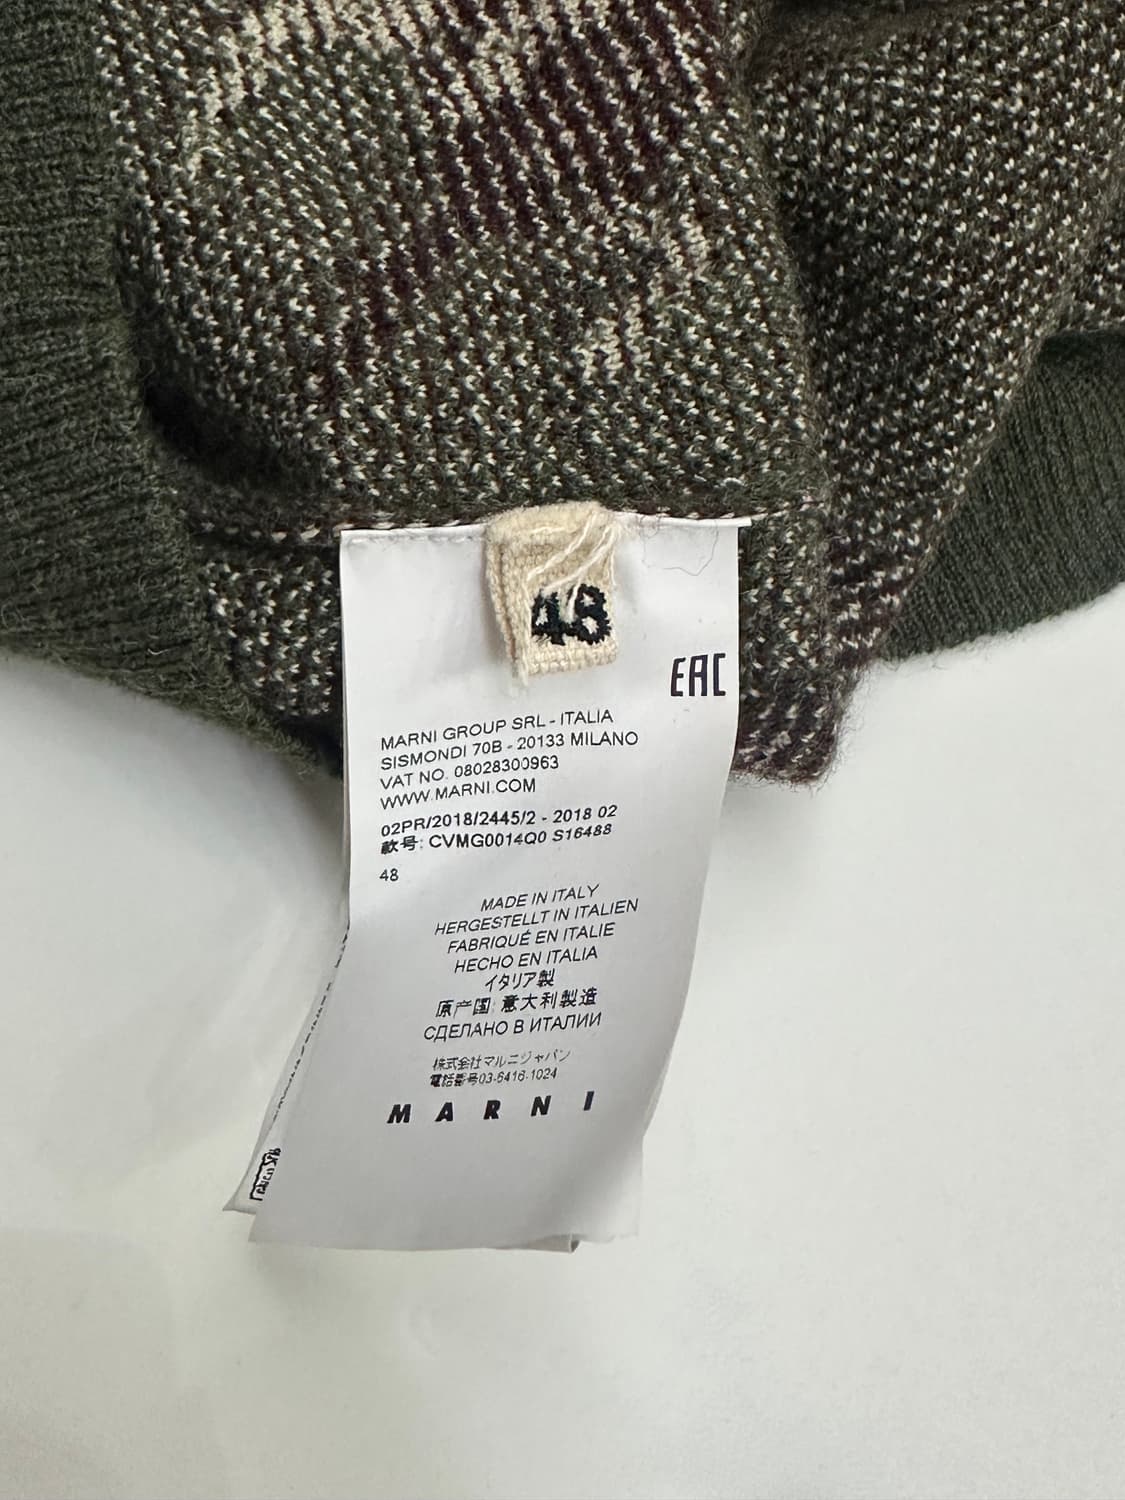 48
EAC
MARNI GROUP SRL - ITALIA
SISMONDI 70B - 20133 MILANO
VAT NO. 08028300963
WWW.MARNI.COM
02PR/2018/2445/2 - 2018 02
款号: CVMG0014Q0 S16488
48
MADE IN ITALY
HERGESTELLT IN ITALIEN
FABRIQUÉ EN ITALIE
HECHO EN ITALIA
イタリア製
原产国: 意大利製造
СДЕЛАНО В ИТАЛИИ
株式会社マルニジャパン
電話番号03-6416-1024
MARNI